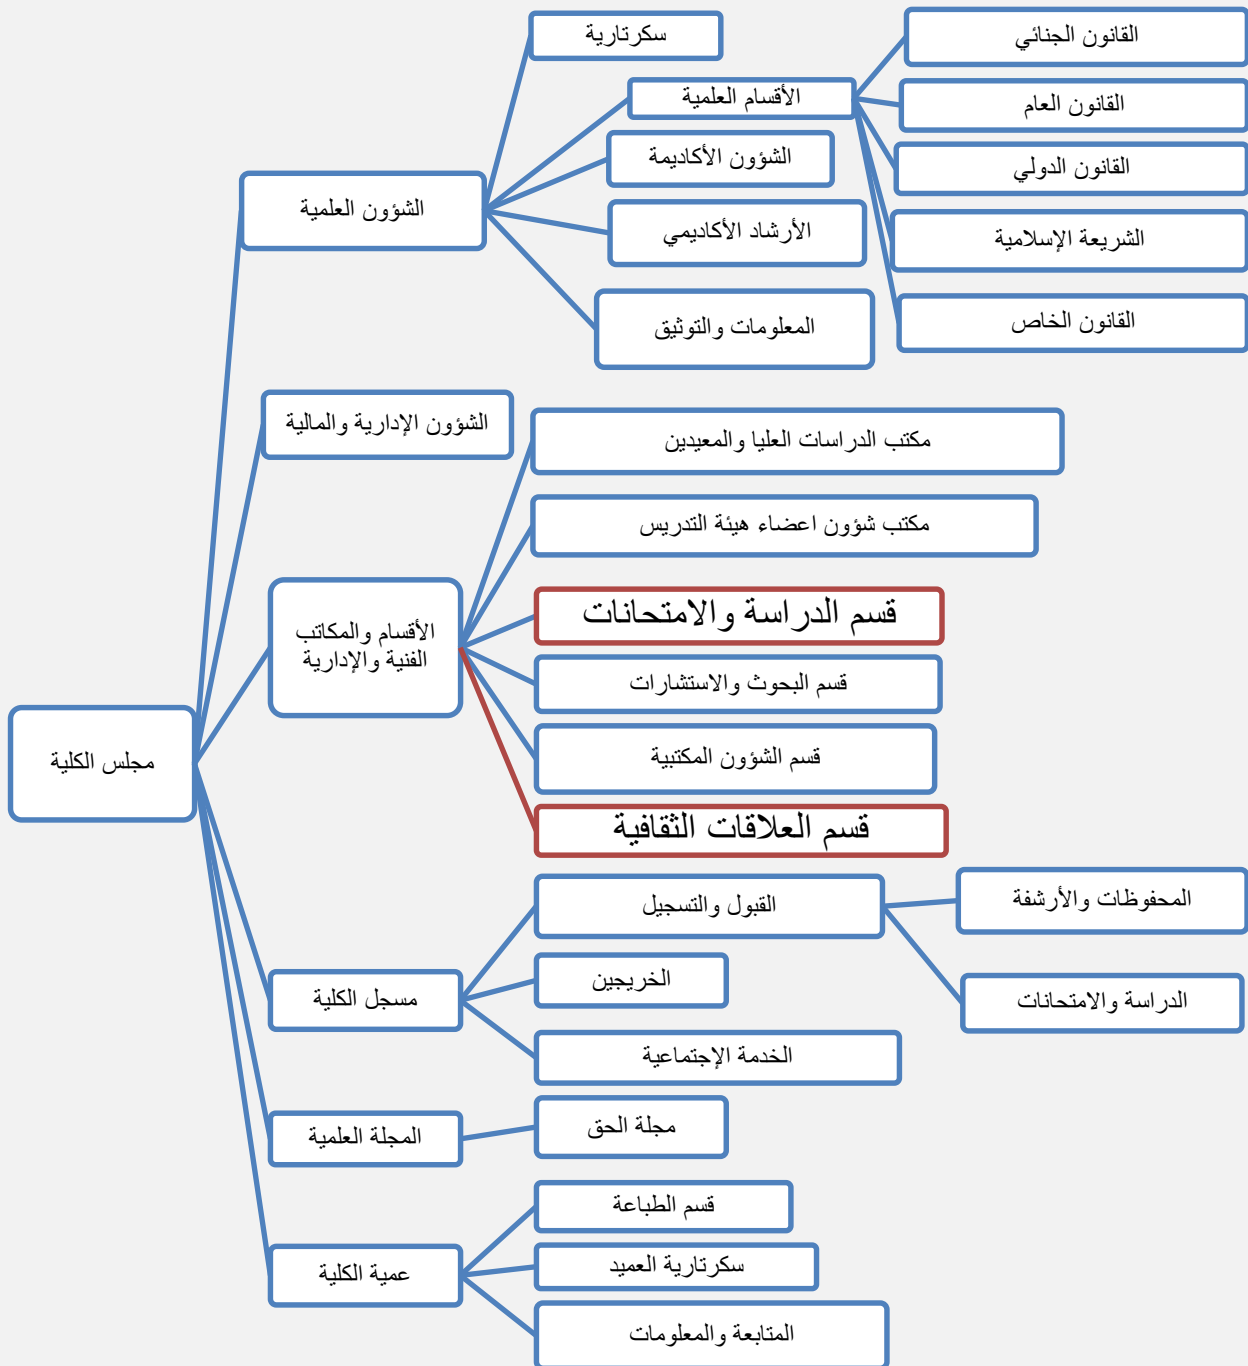 سكرتارية
القانون الجنائي
الأقسام العلمية
القانون العام
الشؤون الأكاديمة
القانون الدولي
الشؤون العلمية
الأرشاد الأكاديمي
الشريعة الإسلامية
المعلومات والتوثيق
القانون الخاص
الشؤون الإدارية والمالية
مكتب الدراسات العليا والمعيدين
مكتب شؤون اعضاء هيئة التدريس
قسم الدراسة والامتحانات
الأقسام والمكاتب
الفنية والإدارية
قسم البحوث والاستشارات
مجلس الكلية
قسم الشؤون المكتبية
قسم العلاقات الثقافية
القبول والتسجيل
المحفوظات والأرشفة
مسجل الكلية
الخريجين
الدراسة والامتحانات
الخدمة الإجتماعية
المجلة العلمية
مجلة الحق
قسم الطباعة
عمية الكلية
سكرتارية العميد
المتابعة والمعلومات